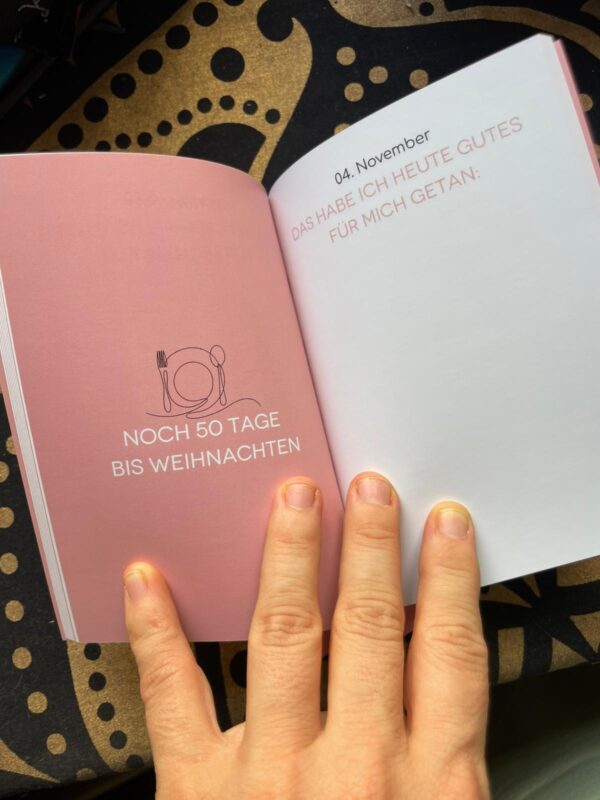 NOCH 50 TAGE
BIS WEIHNACHTEN
04. November
DAS HABE ICH HEUTE GUTES
FÜR MICH GETAN: